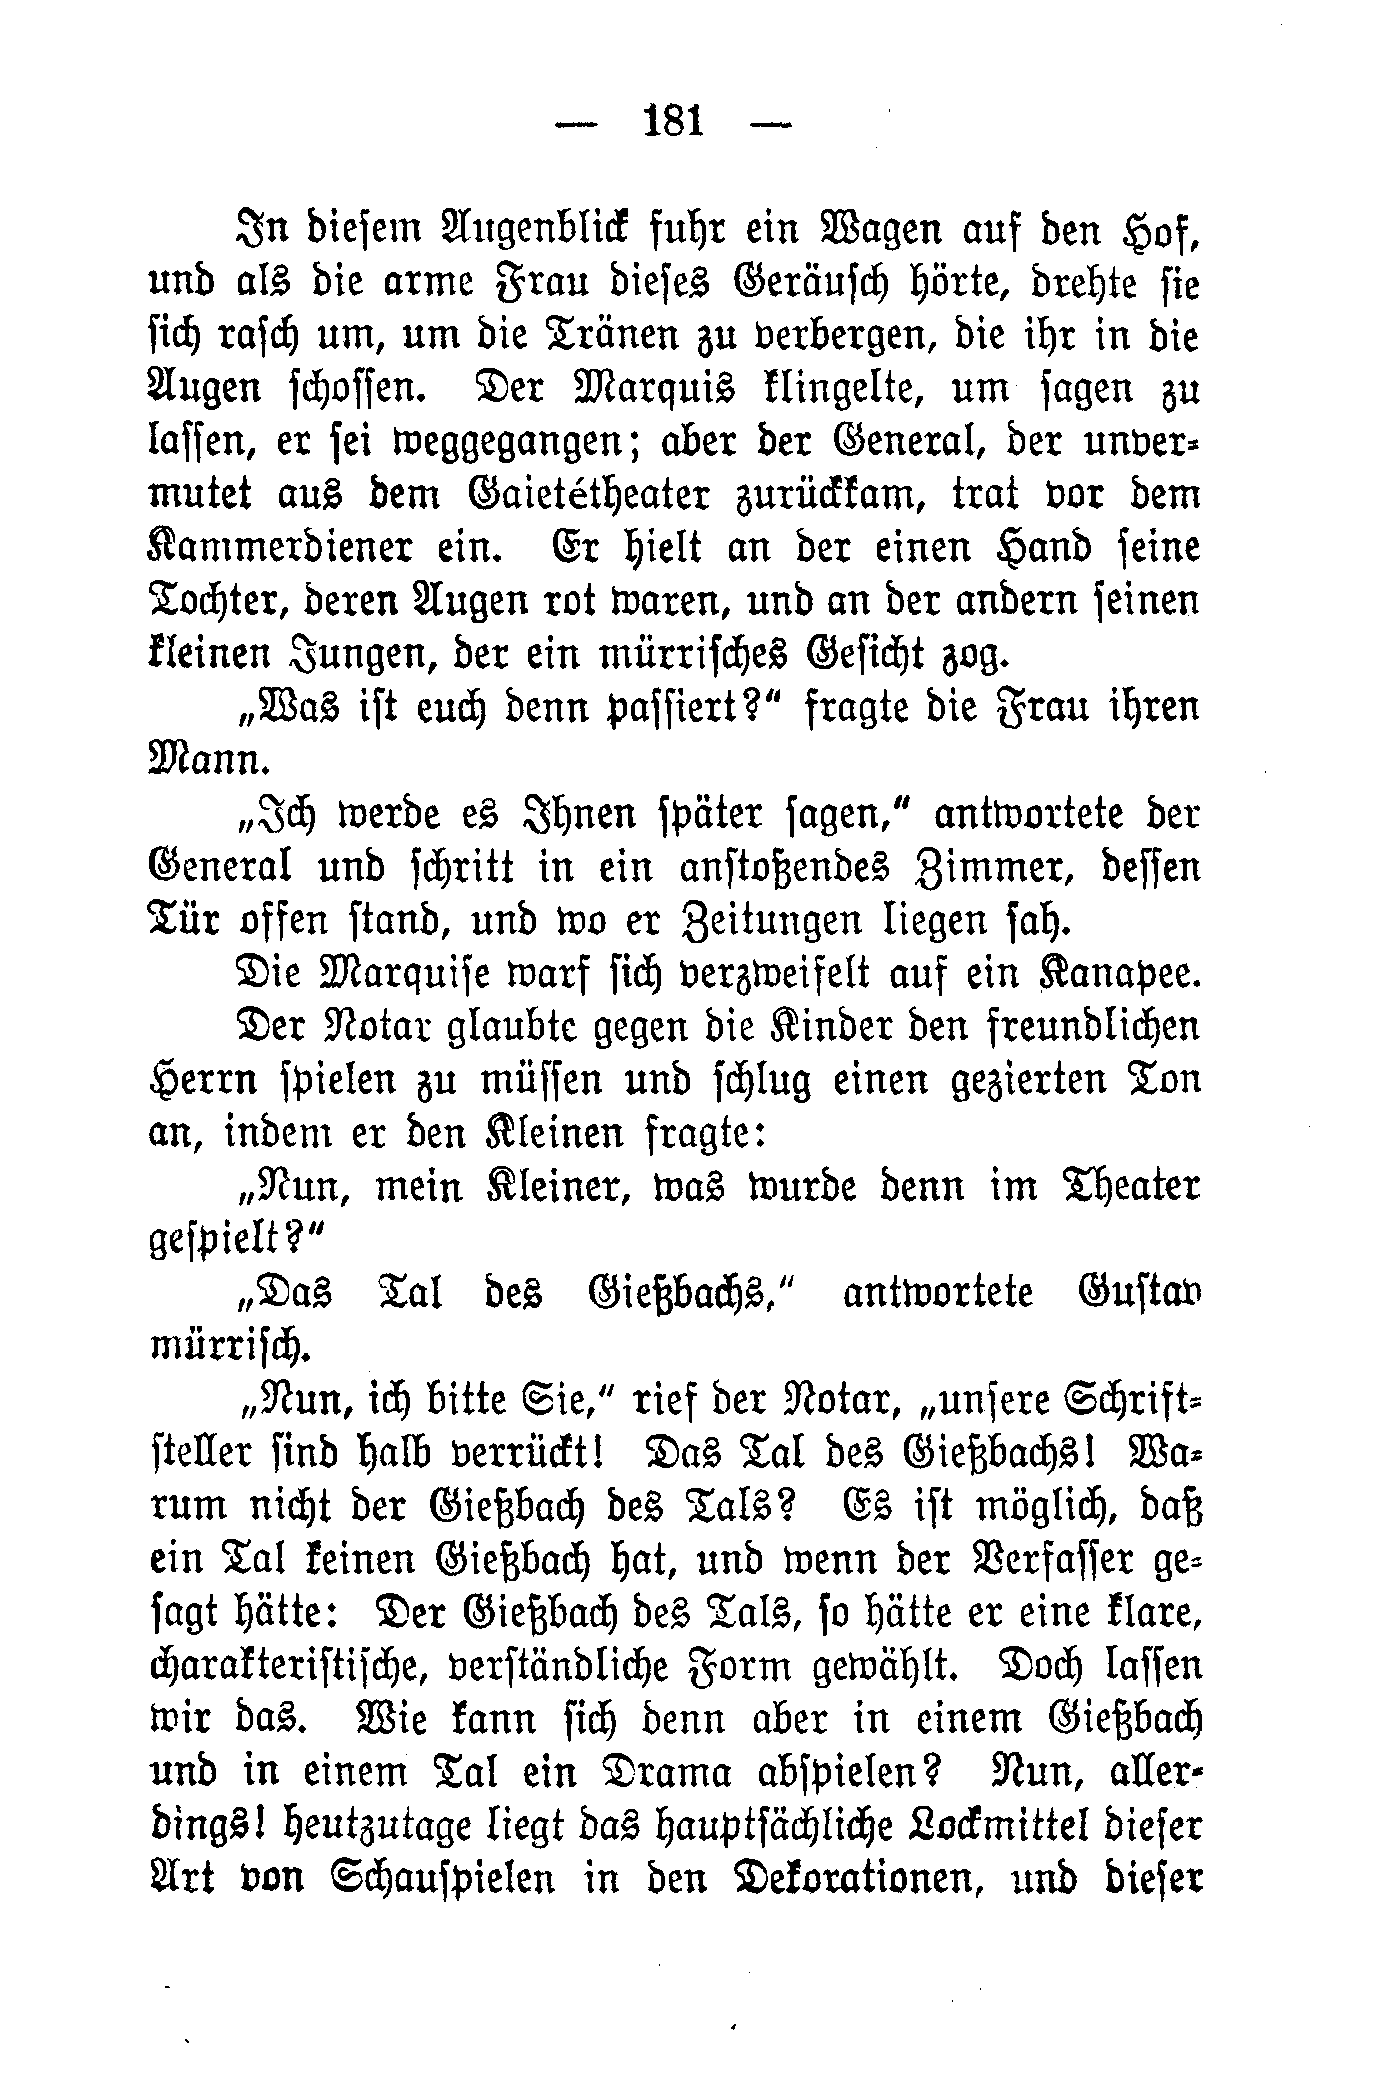 — 181 —
In dieſem Augenblick fuhr ein Wagen auf den Hof,
und als die arme Frau dieſes Geräuſch hörte, drehte ſie
ſich raſch um, um die Tränen zu verbergen, die ihr in die
Augen ſchoſſen. Der Marquis klingelte, um ſagen zu
laſſen, er ſei weggegangen; aber der General, der unver⸗
mutet aus dem Gaietétheater zurückkam, trat vor dem
Kammerdiener ein. Er hielt an der einen Hand ſeine
Tochter, deren Augen rot waren, und an der andern ſeinen
kleinen Jungen, der ein mürriſches Geſicht zog.
„Was iſt euch denn paſſiert?“ fragte die Frau ihren
Mann.
„Ich werde es Ihnen ſpäter ſagen,“ antwortete der
General und ſchritt in ein anſtoßendes Zimmer, deſſen
Tür offen ſtand, und wo er Zeitungen liegen ſah.
Die Marquiſe warf ſich verzweifelt auf ein Kanapee.
Der Notar glaubte gegen die Kinder den freundlichen
Herrn ſpielen zu müſſen und ſchlug einen gezierten Ton
an, indem er den Kleinen fragte:
„Nun, mein Kleiner, was wurde denn im Theater
geſpielt?“
„Das Tal des Gießbachs,“ antwortete Guſtav
mürriſch.
„Nun, ich bitte Sie,“ rief der Notar, „unſere Schrift⸗
ſteller ſind halb verrückt! Das Tal des Gießbachs! Wa⸗
rum nicht der Gießbach des Tals? Es iſt möglich, daß
ein Tal keinen Gießbach hat, und wenn der Verfaſſer ge⸗
ſagt hätte: Der Gießbach des Tals, ſo hätte er eine klare,
charakteriſtiſche, verſtändliche Form gewählt. Doch laſſen
wir das. Wie kann ſich denn aber in einem Gießbach
und in einem Tal ein Drama abſpielen? Nun, aller⸗
dings! heutzutage liegt das hauptſächliche Lockmittel dieſer
Art von Schauſpielen in den Dekorationen, und dieſer